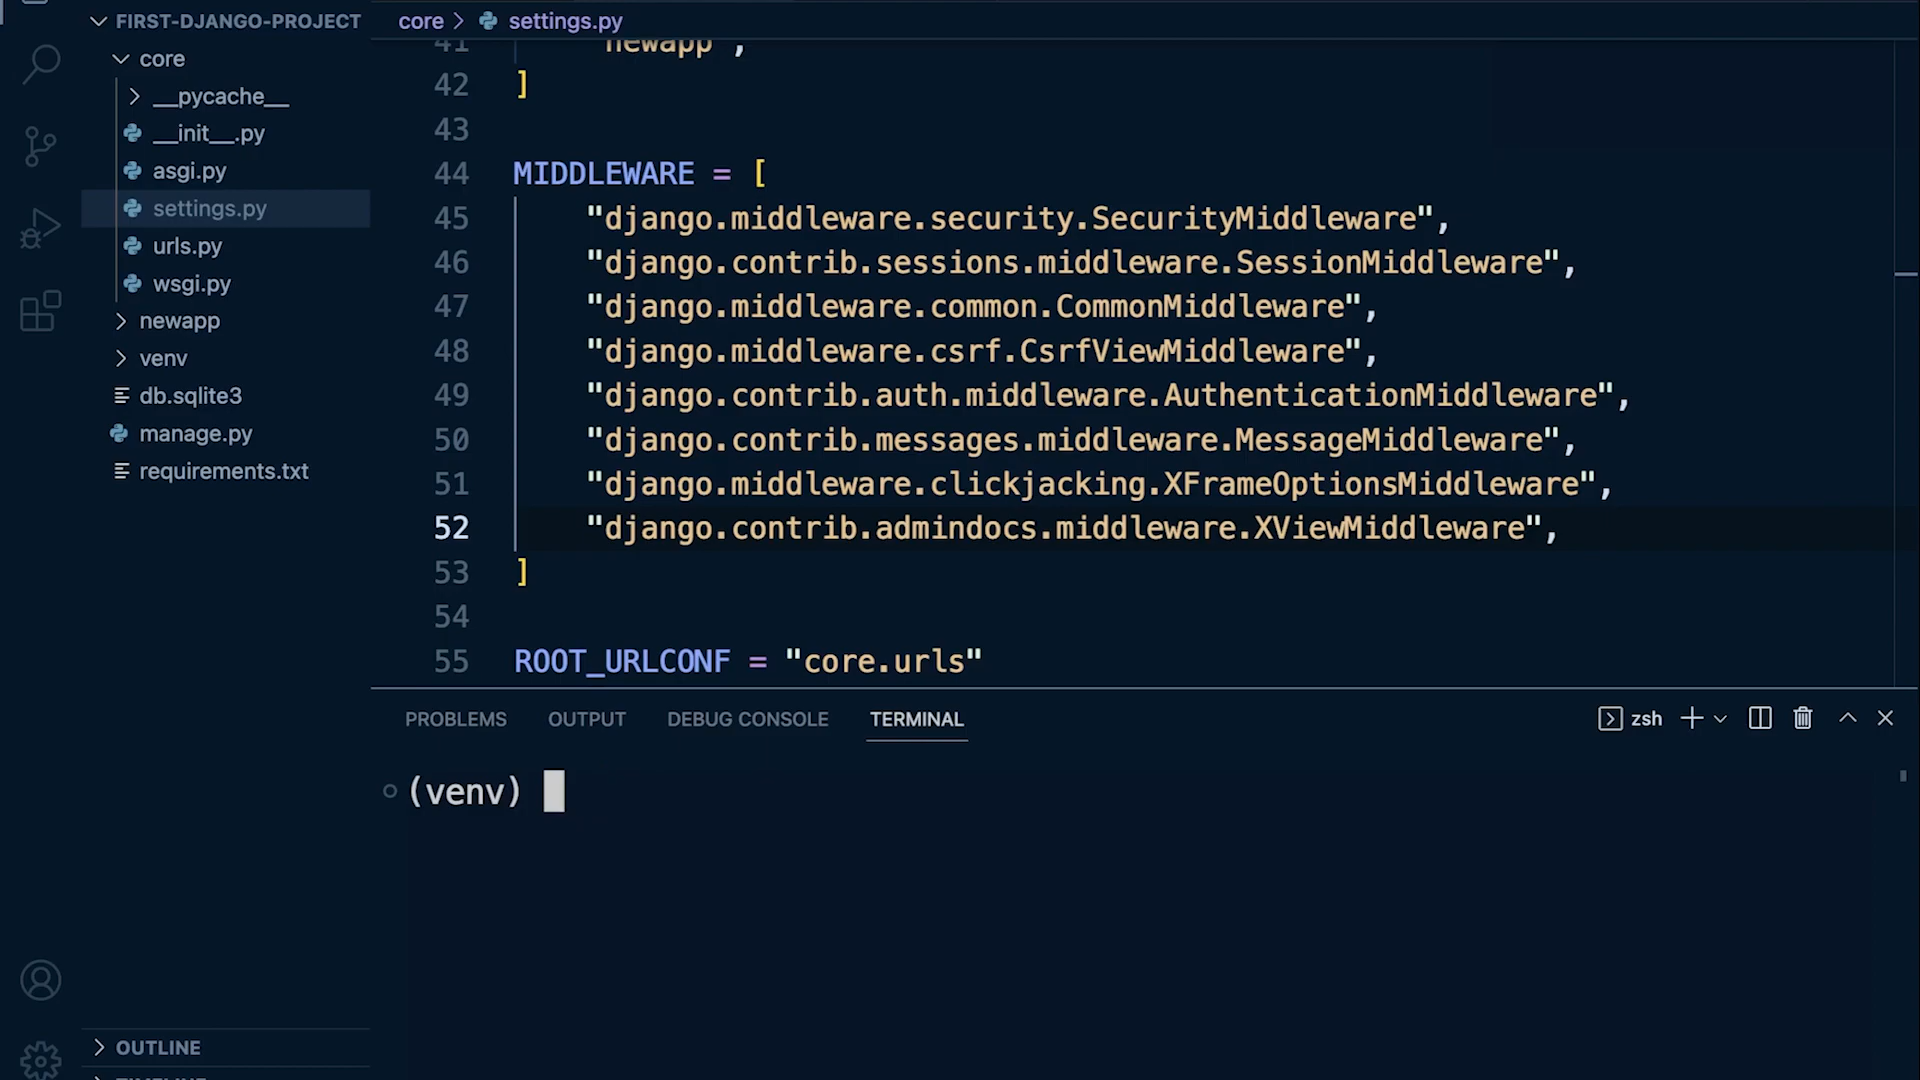 FIRST-DJANGO-PROJECT
core
__pycache__
__init__.py
asgi.py
settings.py
urls.py
wsgi.py
newapp
venv
db.sqlite3
manage.py
requirements.txt
OUTLINE
TIMELINE
core > settings.py
41 newapp",
42 ]
43
44 MIDDLEWARE = [
45 "django.middleware.security.SecurityMiddleware",
46 "django.contrib.sessions.middleware.SessionMiddleware",
47 "django.middleware.common.CommonMiddleware",
48 "django.middleware.csrf.CsrfViewMiddleware",
49 "django.contrib.auth.middleware.AuthenticationMiddleware",
50 "django.contrib.messages.middleware.MessageMiddleware",
51 "django.middleware.clickjacking.XFrameOptionsMiddleware",
52 "django.contrib.admindocs.middleware.XViewMiddleware",
53 ]
54
55 ROOT_URLCONF = "core.urls"
PROBLEMS OUTPUT DEBUG CONSOLE TERMINAL zsh
(venv)